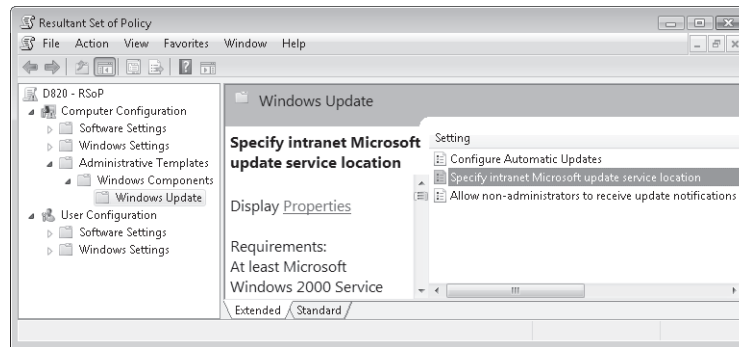 Resultant Set of Policy
File Action View Favorites Window Help
D820 - RSoP
Computer Configuration
Software Settings
Windows Settings
Administrative Templates
Windows Components
Windows Update
User Configuration
Software Settings
Windows Settings
Windows Update
Specify intranet Microsoft
update service location
Display Properties
Requirements:
At least Microsoft
Windows 2000 Service
Setting
Configure Automatic Updates
Specify intranet Microsoft update service location
Allow non-administrators to receive update notifications
Extended Standard